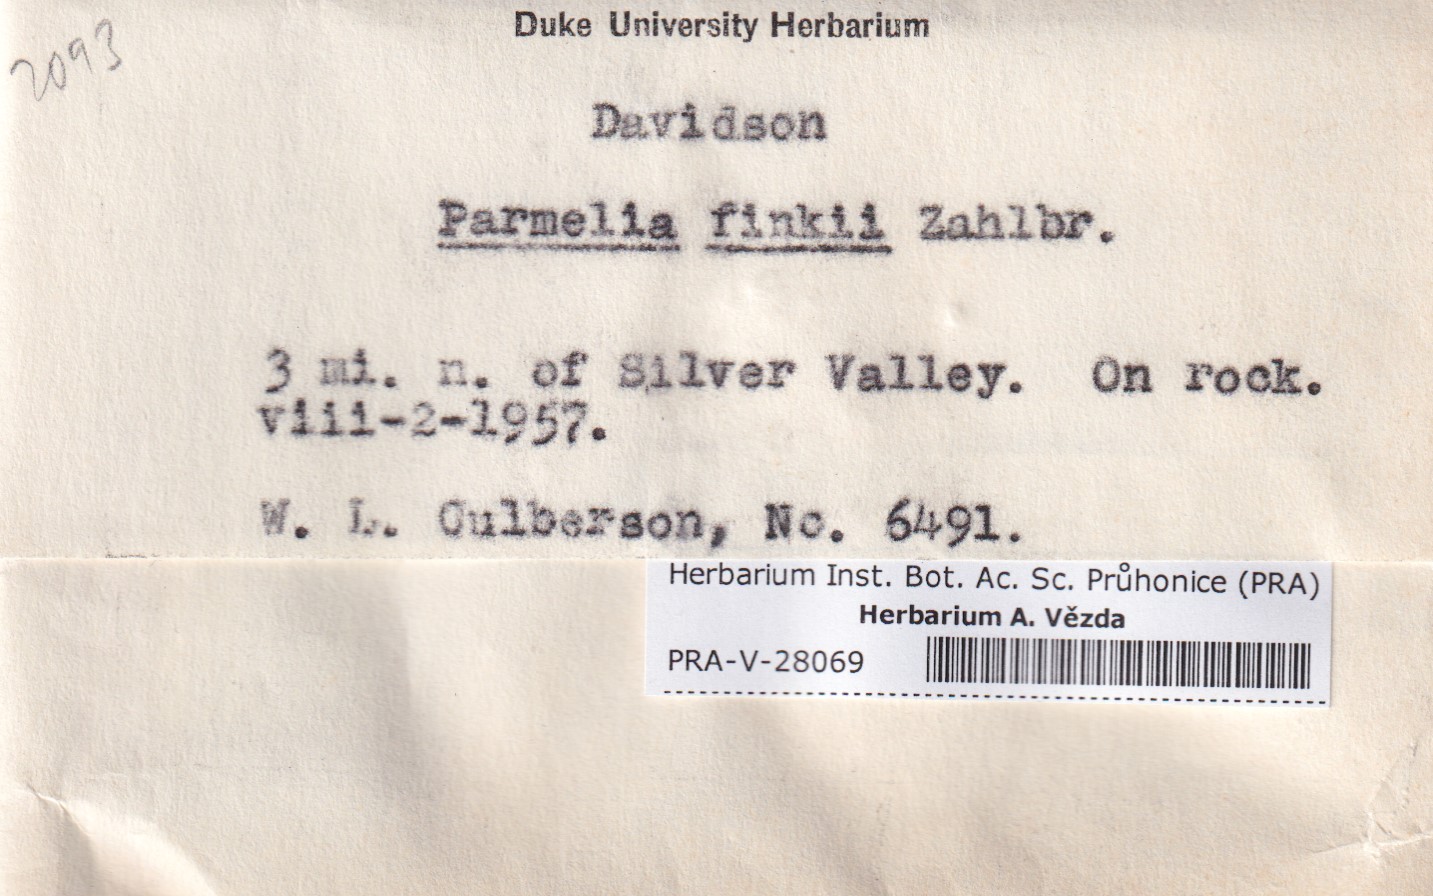 2093
Duke University Herbarium
Davidson
Parmelia finkii Zahlbr.
3 mi. n. of Silver Valley. On rock.
viii-2-1957.
W. L. Culberson, No. 6491.
Herbarium Inst. Bot. Ac. Sc. Průhonice (PRA)
Herbarium A. Vězda
PRA-V-28069